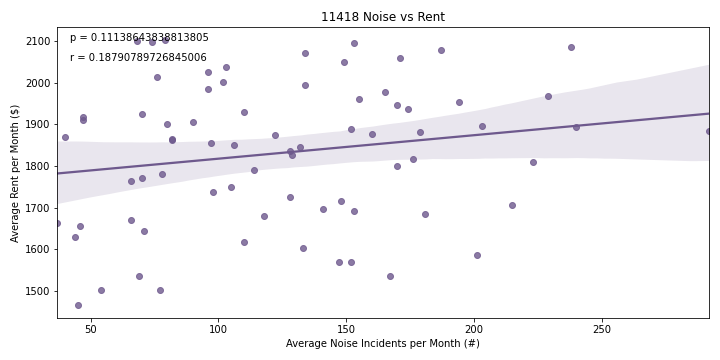 11418 Noise vs Rent
p = 0.11138643838813805
r = 0.18790789726845006
2100
2000
1900
1800
1700
1600
1500
Average Rent per Month ($)
50 100 150 200 250
Average Noise Incidents per Month (#)